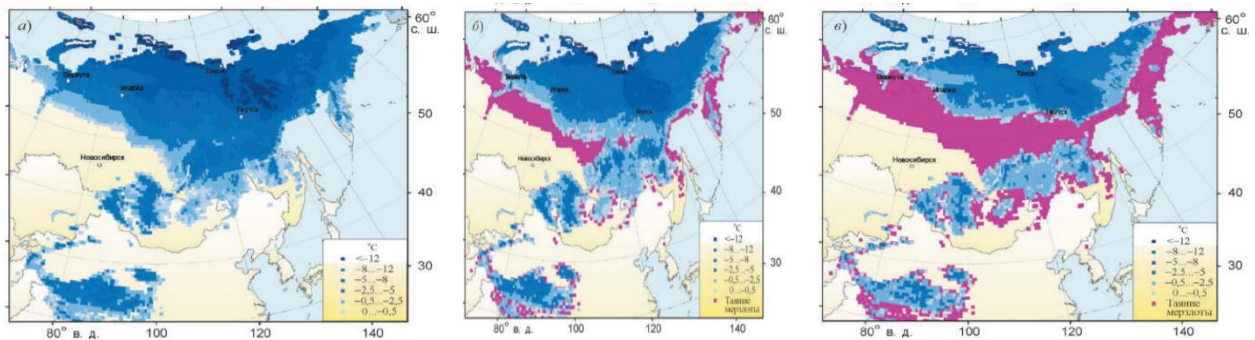 а)
60°
с. ш.
Воркута
Игарка
Тикси
Якутск
50
Новосибирск
40
30
°C
<–12
–8...–12
–5...–8
–2,5...–5
–0,5...–2,5
0...–0,5
80° в. д.
100
120
140
б)
60°
с. ш.
Воркута
Игарка
Тикси
Якутск
50
Новосибирск
40
30
°C
<–12
–8...–12
–5...–8
–2,5...–5
–0,5...–2,5
0...–0,5
Таяние
мерзлоты
80° в. д.
100
120
140
в)
60°
с. ш.
Воркута
Игарка
Тикси
Якутск
50
Новосибирск
40
30
°C
<–12
–8...–12
–5...–8
–2,5...–5
–0,5...–2,5
0...–0,5
Таяние
мерзлоты
80° в. д.
100
120
140